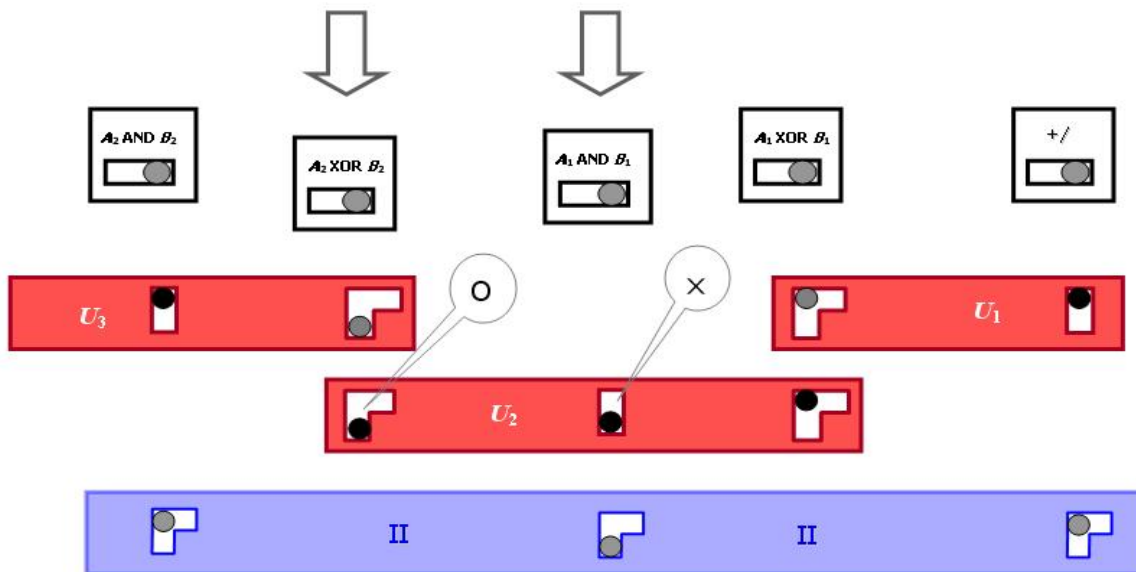 A₂ AND B₂
A₂ XOR B₂
A₁ AND B₁
A₁ XOR B₁
+/
O
×
U₃
U₁
U₂
II
II